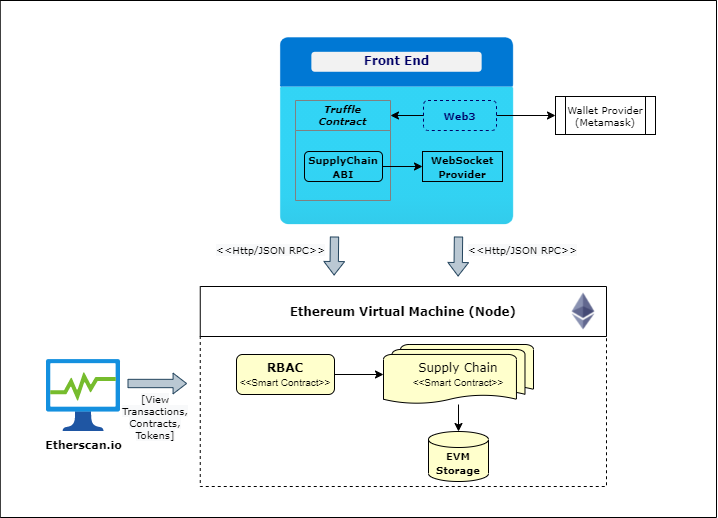 Front End
Truffle
Contract
Web3
Wallet Provider
(Metamask)
SupplyChain
ABI
WebSocket
Provider
<<Http/JSON RPC>>
<<Http/JSON RPC>>
Ethereum Virtual Machine (Node)
RBAC
<<Smart Contract>>
Supply Chain
<<Smart Contract>>
[View
Transactions,
Contracts,
Tokens]
Etherscan.io
EVM
Storage